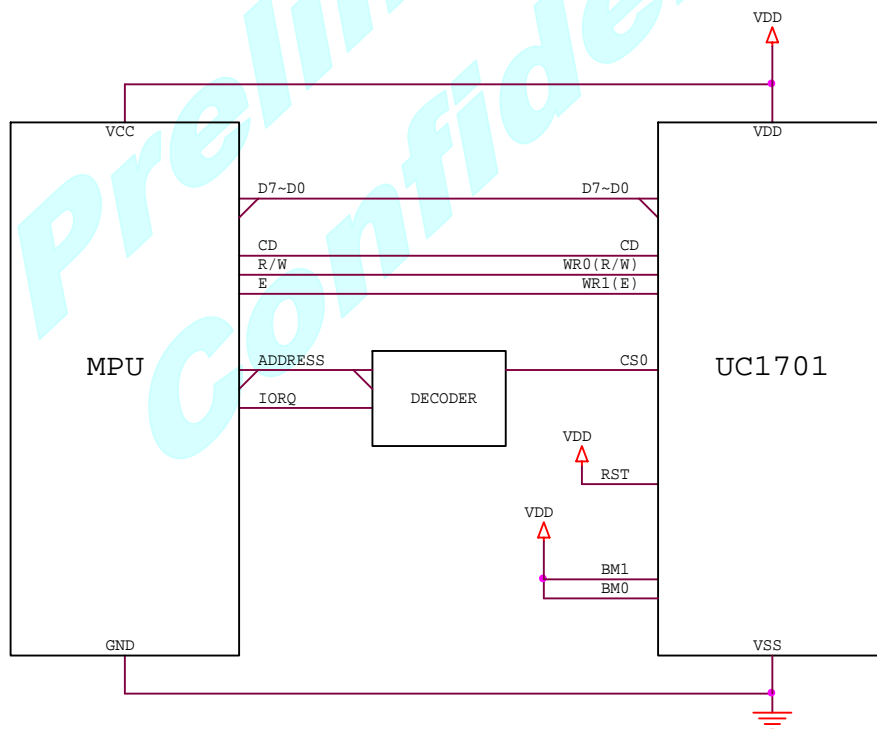 VDD
VCC
VDD
D7~D0
D7~D0
CD
CD
R/W
WR0(R/W)
E
WR1(E)
MPU
ADDRESS
CS0
UC1701
IORQ
DECODER
VDD
RST
VDD
BM1
BM0
GND
VSS